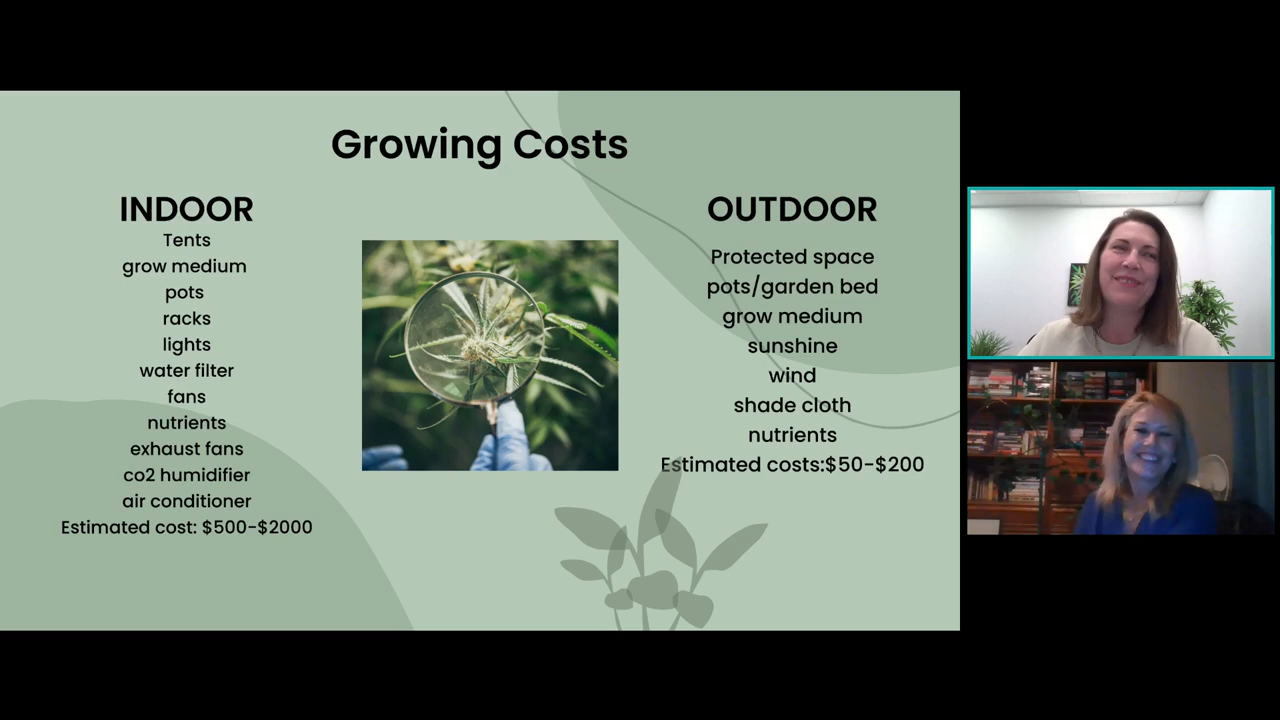 Growing Costs
INDOOR
Tents
grow medium
pots
racks
lights
water filter
fans
nutrients
exhaust fans
co2 humidifier
air conditioner
Estimated cost: $500-$2000
OUTDOOR
Protected space
pots/garden bed
grow medium
sunshine
wind
shade cloth
nutrients
Estimated costs:$50-$200